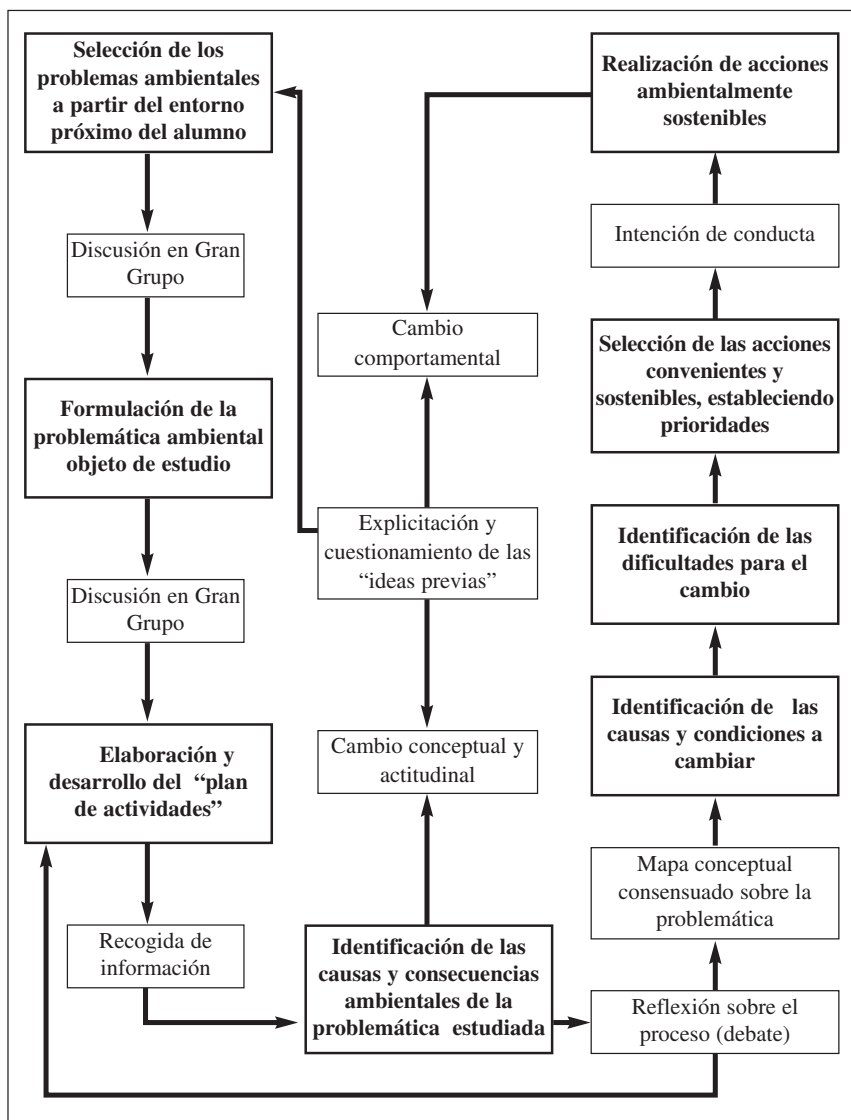 Selección de los
problemas ambientales
a partir del entorno
próximo del alumno
Discusión en Gran
Grupo
Formulación de la
problemática ambiental
objeto de estudio
Discusión en Gran
Grupo
Elaboración y
desarrollo del “plan
de actividades”
Recogida de
información
Cambio
comportamental
Explicitación y
cuestionamiento de las
“ideas previas”
Cambio conceptual y
actitudinal
Identificación de las
causas y consecuencias
ambientales de la
problemática estudiada
Realización de acciones
ambientalmente
sostenibles
Intención de conducta
Selección de las acciones
convenientes y
sostenibles, estableciendo
prioridades
Identificación de las
dificultades para el
cambio
Identificación de las
causas y condiciones a
cambiar
Mapa conceptual
consensuado sobre la
problemática
Reflexión sobre el
proceso (debate)